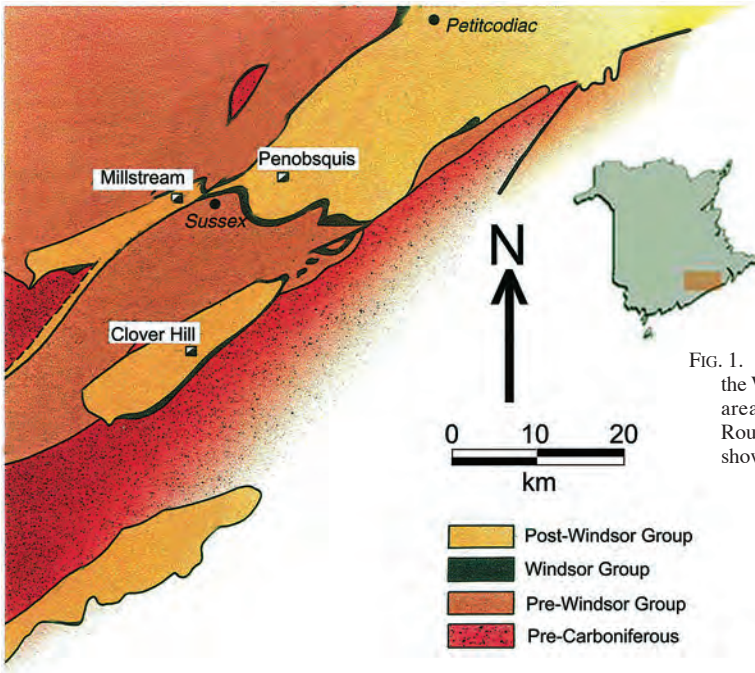 Petitcodiac
Penobsquis
Millstream
Sussex
N
Clover Hill
FIG. 1.
the W
area
Rou
show
0 10 20
km
Post-Windsor Group
Windsor Group
Pre-Windsor Group
Pre-Carboniferous